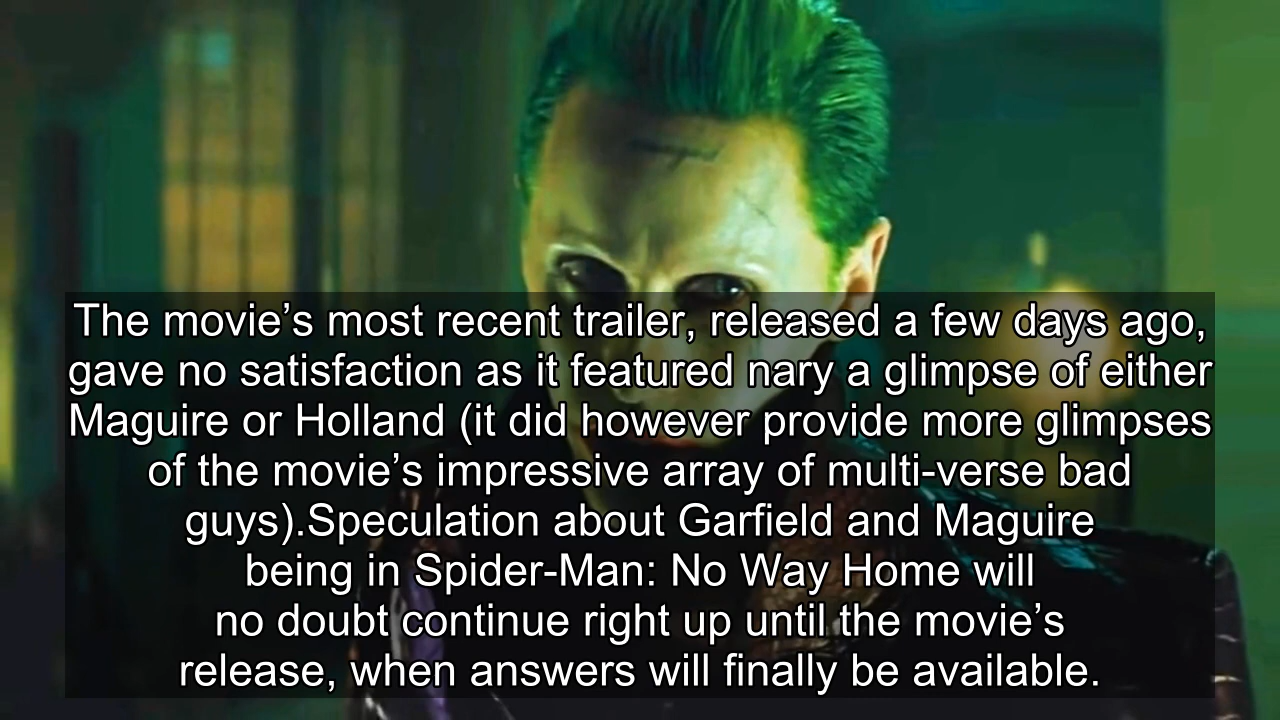 The movie’s most recent trailer, released a few days ago,
gave no satisfaction as it featured nary a glimpse of either
Maguire or Holland (it did however provide more glimpses
of the movie’s impressive array of multi-verse bad
guys).Speculation about Garfield and Maguire
being in Spider-Man: No Way Home will
no doubt continue right up until the movie’s
release, when answers will finally be available.